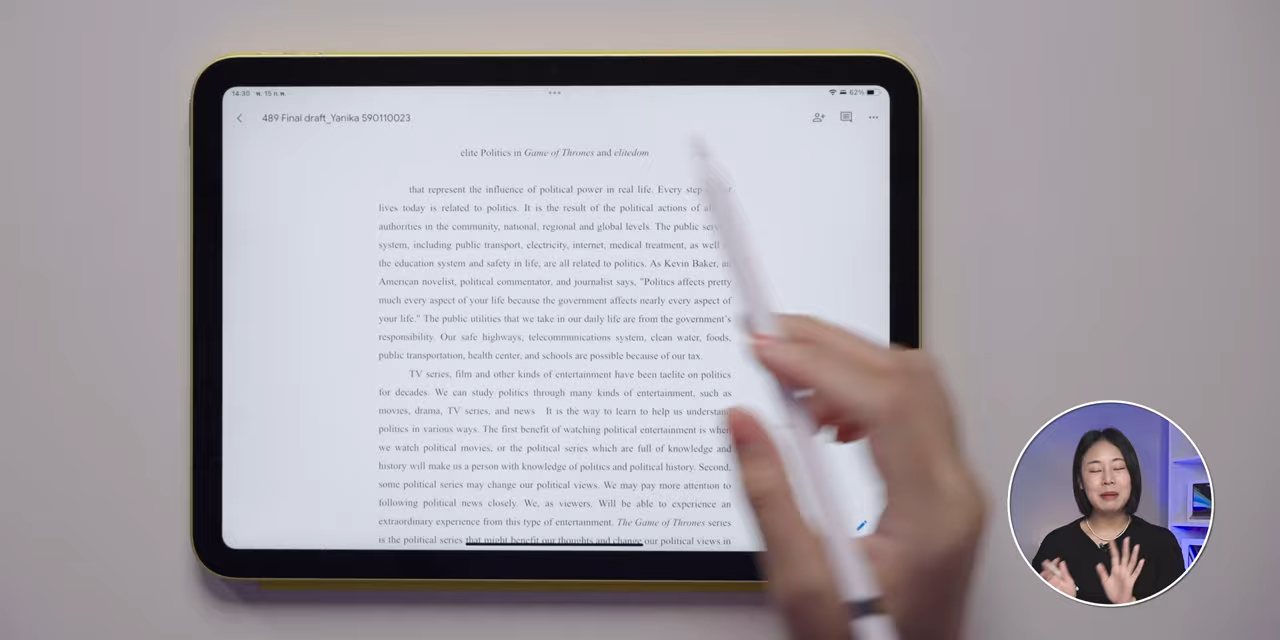 14:30 พ. 15 ก.พ.
62%
489 Final draft_Yanika 590110023
elite Politics in Game of Thrones and elitedom
that represent the influence of political power in real life. Every step
lives today is related to politics. It is the result of the political actions of
authorities in the community, national, regional and global levels. The public
system, including public transport, electricity, internet, medical treatment, as well
the education system and safety in life, are all related to politics. As Kevin Baker, an
American novelist, political commentator, and journalist says, "Politics affects pretty
much every aspect of your life because the government affects nearly every aspect of
your life." The public utilities that we take in our daily life are from the government's
responsibility. Our safe highways, telecommunications system, clean water, foods,
public transportation, health center, and schools are possible because of our tax.
TV series, film and other kinds of entertainment have been taelite on politics
for decades. We can study politics through many kinds of entertainment, such as
movies, drama, TV series, and news It is the way to learn to help us understand
politics in various ways. The first benefit of watching political entertainment is when
we watch political movies, or the political series which are full of knowledge and
history will make us a person with knowledge of politics and political history. Second,
some political series may change our political views. We may pay more attention to
following political news closely. We, as viewers. Will be able to experience an
extraordinary experience from this type of entertainment. The Game of Thrones series
is the political series that might benefit our thoughts and change our political views in